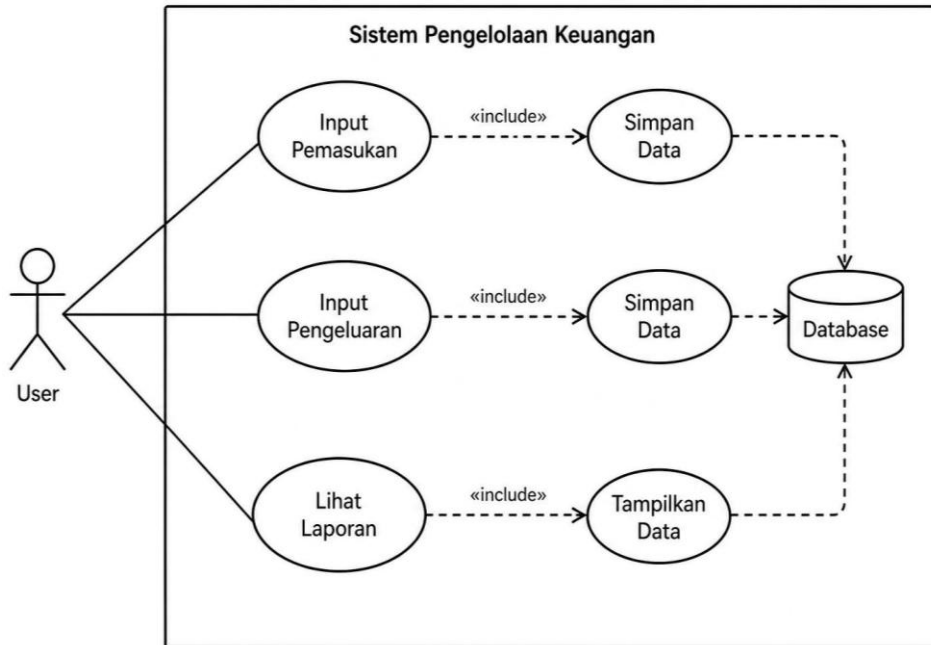 Sistem Pengelolaan Keuangan
Input
Pemasukan
«include»
Simpan
Data
Input
Pengeluaran
«include»
Simpan
Data
Database
User
Lihat
Laporan
«include»
Tampilkan
Data